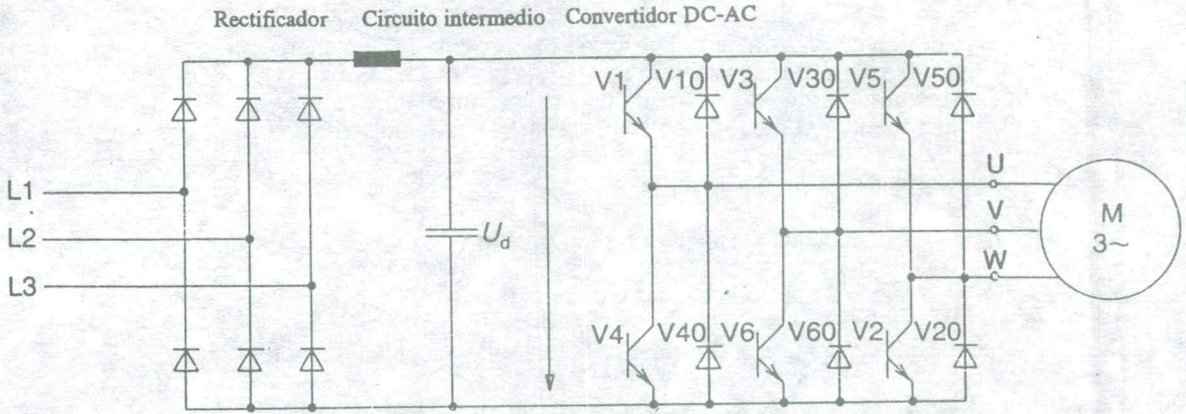 Rectificador Circuito intermedio Convertidor DC-AC
V1 V10 V3 V30 V5 V50
L1
U
L2
V
M
3~
U_d
L3
W
V4 V40 V6 V60 V2 V20